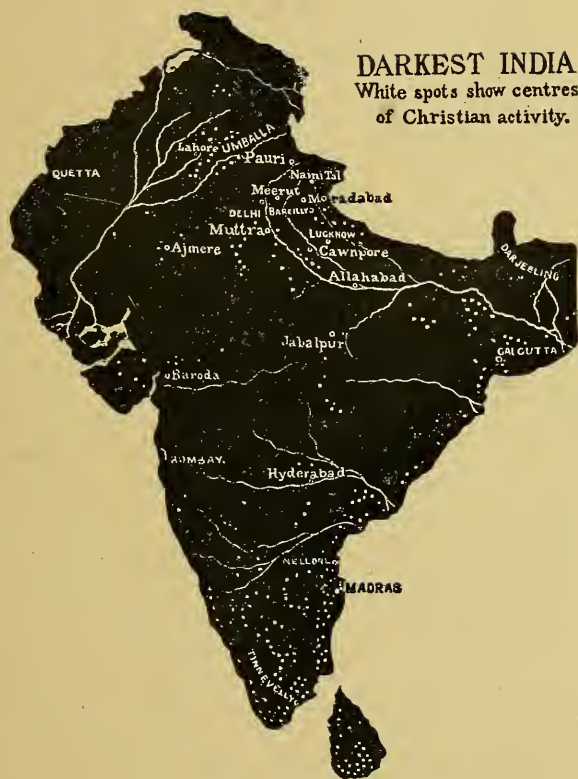 DARKEST INDIA
White spots show centres
of Christian activity.
Lahore UMBALLA
Pauri
QUETTA
Naini Tal
Meerut
Moradabad
DELHI
BAREILLY
Muttra
LUCKNOW
Ajmere
Cawnpore
DARJEELING
Allahabad
Jabalpur
CALCUTTA
Baroda
BOMBAY.
Hyderabad
NELLORE
MADRAS
TINNEVELLY